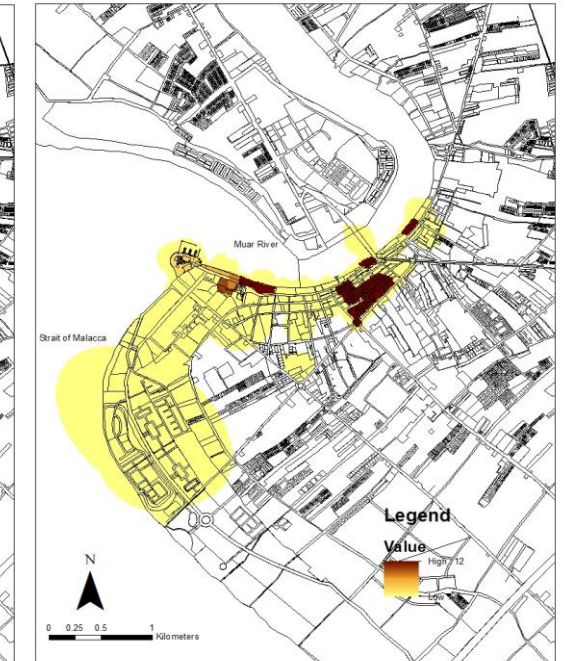 Muar River
Strait of Malacca
Legend
Value
High : 12
Low
N
0 0.25 0.5 1
Kilometers